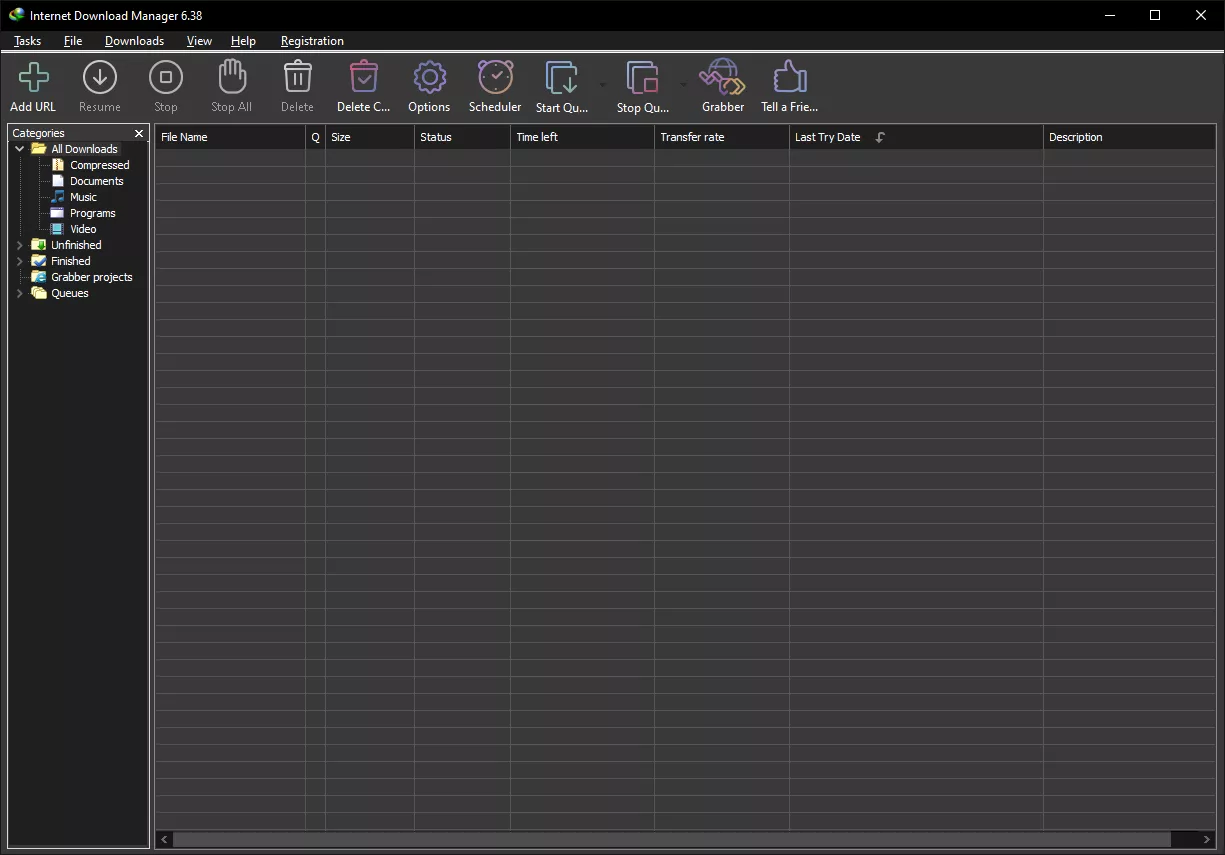 Internet Download Manager 6.38
Tasks File Downloads View Help Registration
Add URL Resume Stop Stop All Delete Delete C... Options Scheduler Start Qu... Stop Qu... Grabber Tell a Frie...
Categories
File Name Q Size Status Time left Transfer rate Last Try Date Description
All Downloads
Compressed
Documents
Music
Programs
Video
Unfinished
Finished
Grabber projects
Queues